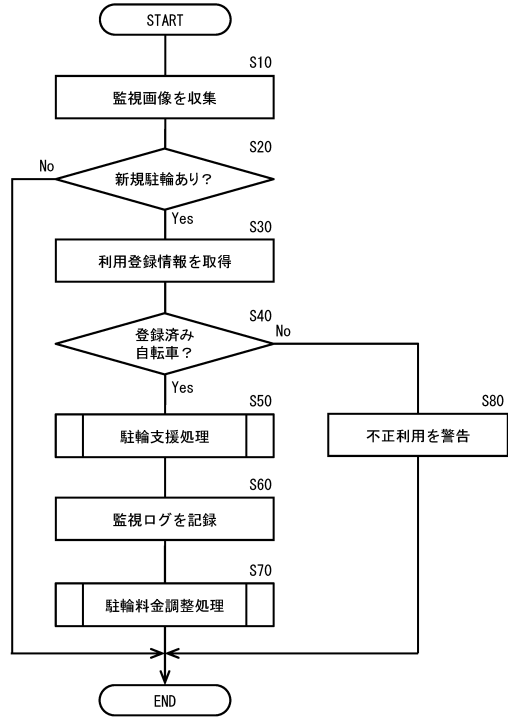 START
S10
監視画像を収集
S20
No
新規駐輪あり？
Yes
S30
利用登録情報を取得
S40
登録済み
自転車？
No
Yes
S50
駐輪支援処理
S80
不正利用を警告
S60
監視ログを記録
S70
駐輪料金調整処理
END